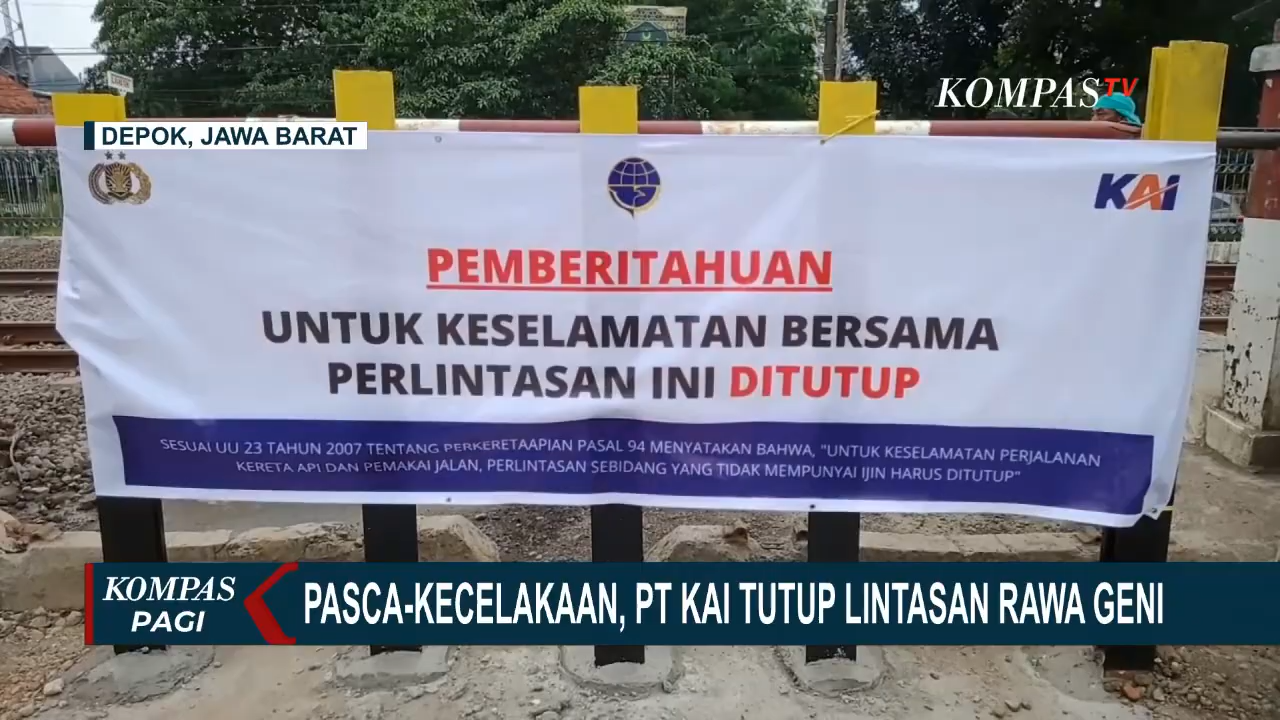 KOMPASTV
DEPOK, JAWA BARAT
KAI
PEMBERITAHUAN
UNTUK KESELAMATAN BERSAMA
PERLINTASAN INI DITUTUP
SESUAI UU 23 TAHUN 2007 TENTANG PERKERETAAPIAN PASAL 94 MENYATAKAN BAHWA, "UNTUK KESELAMATAN PERJALANAN
KERETA API DAN PEMAKAI JALAN, PERLINTASAN SEBIDANG YANG TIDAK MEMPUNYAI IJIN HARUS DITUTUP"
KOMPAS
PAGI
PASCA-KECELAKAAN, PT KAI TUTUP LINTASAN RAWA GENI